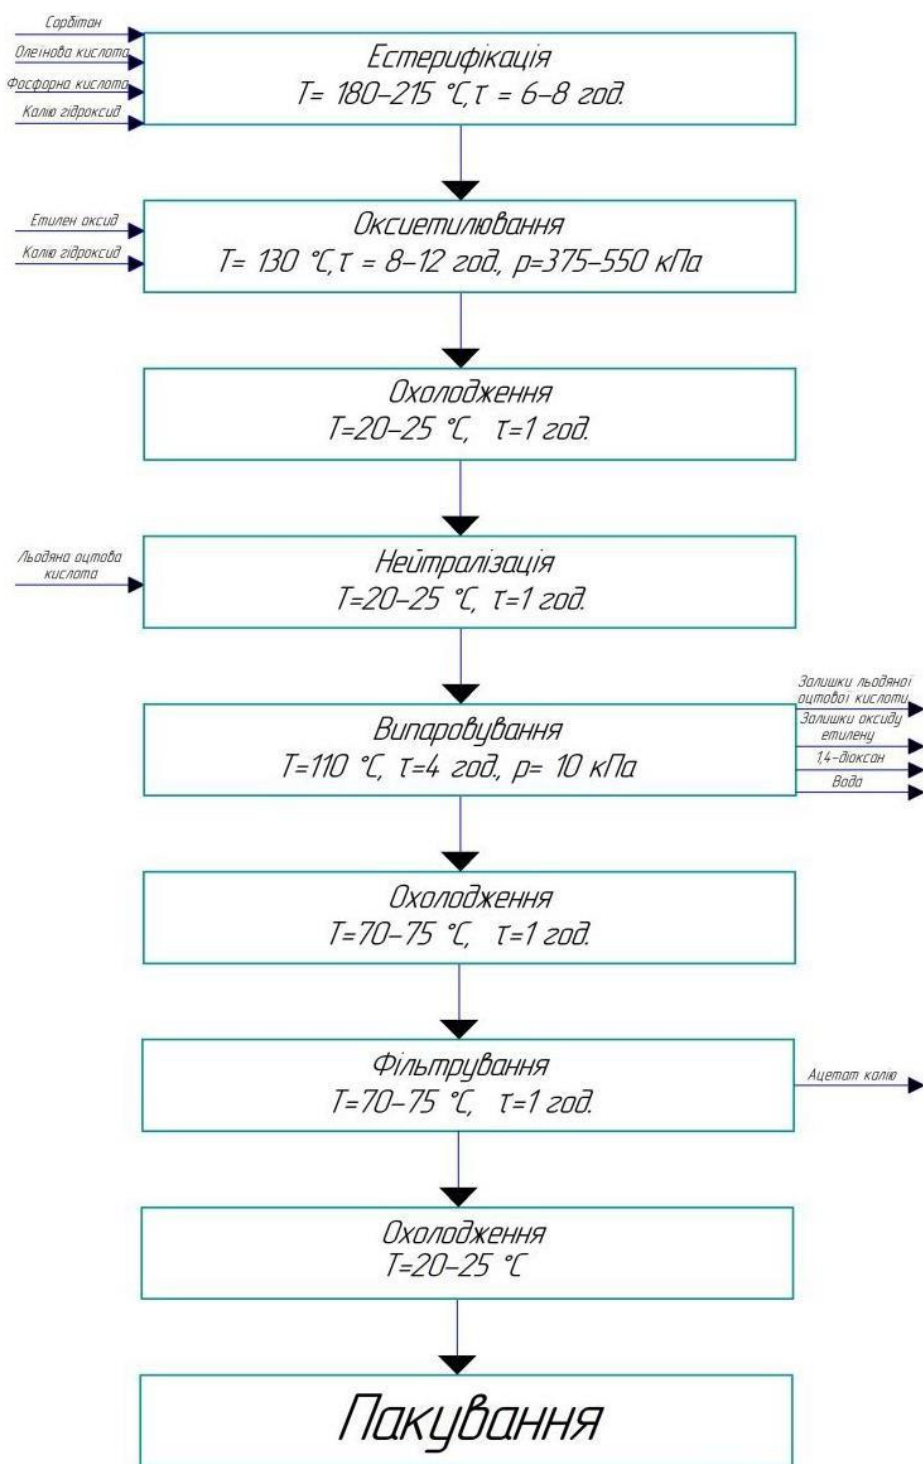 Сорбітан
Олеїнова кислота
Фосфорна кислота
Калію гідроксид
Естерифікація
T= 180–215 °C,τ = 6–8 год.
Етилен оксид
Калію гідроксид
Оксиетилювання
T= 130 °C,τ = 8–12 год., p=375–550 кПа
Охолодження
T=20–25 °C, τ=1 год.
Льодяна оцтова
кислота
Нейтралізація
T=20–25 °C, τ=1 год.
Випаровування
T=110 °C, τ=4 год., p= 10 кПа
Залишки льодяної
оцтової кислоти
Залишки оксиду
етилену
1,4-діоксан
Вода
Охолодження
T=70–75 °C, τ=1 год.
Фільтрування
T=70–75 °C, τ=1 год.
Ацетат калію
Охолодження
T=20–25 °C
Пакування